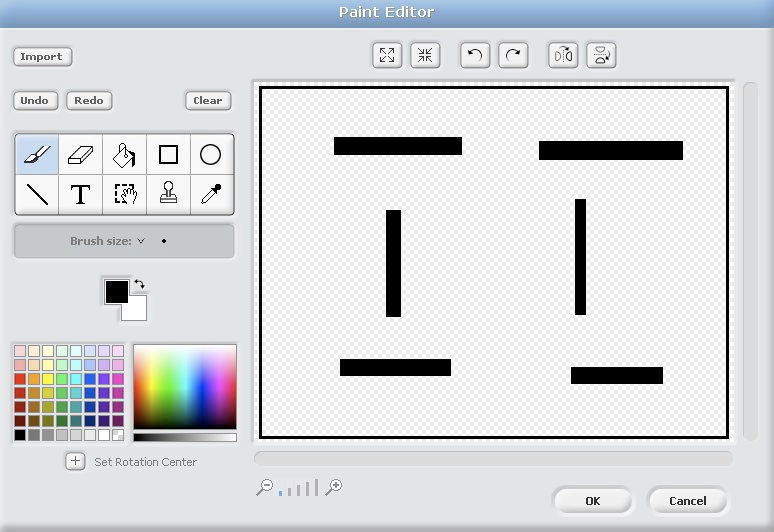 Paint Editor
Import
Undo Redo Clear
T
Brush size:
Set Rotation Center
OK Cancel